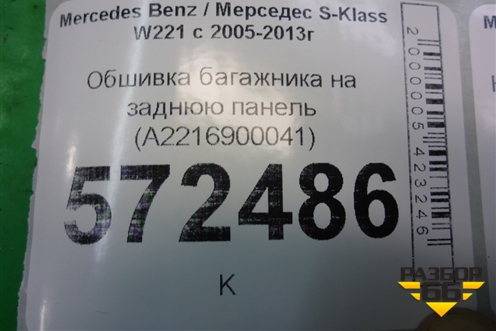 Mercedes Benz / Мерседес S-Klass
W221 с 2005-2013г
Обшивка багажника на
заднюю панель
(A2216900041)
572486
К
2000005423246
РАЗБОР
66